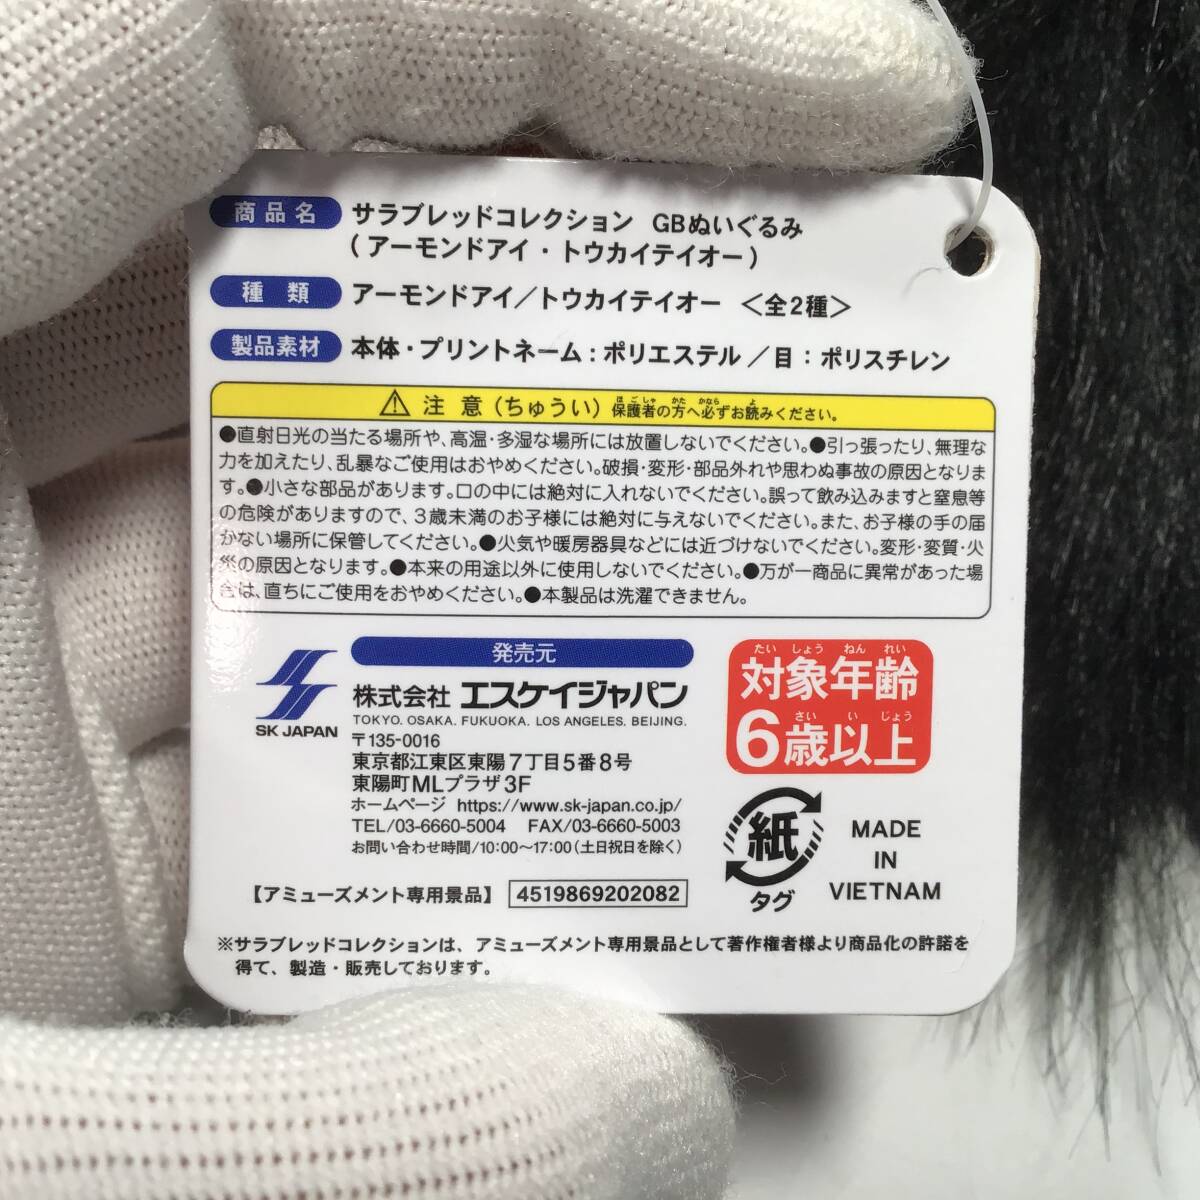 商品名 サラブレッドコレクション GBぬいぐるみ
(アーモンドアイ・トウカイテイオー)
種類 アーモンドアイ/トウカイテイオー <全2種>
製品素材 本体・プリントネーム:ポリエステル/目:ポリスチレン
⚠ 注意(ちゅうい) 保護者の方へ必ずお読みください。
ほごしゃ かた かなら よ
●直射日光の当たる場所や、高温・多湿な場所には放置しないでください。●引っ張ったり、無理な
力を加えたり、乱暴なご使用はおやめください。破損・変形・部品外れや思わぬ事故の原因となりま
す。●小さな部品があります。口の中には絶対に入れないでください。誤って飲み込みますと窒息等
の危険がありますので、3歳未満のお子様には絶対に与えないでください。また、お子様の手の届
かない場所に保管してください。●火気や暖房器具などには近づけないでください。変形・変質・火
災の原因となります。●本来の用途以外に使用しないでください。●万が一商品に異常があった場
合は、直ちにご使用をおやめください。●本製品は洗濯できません。
発売元
SK JAPAN
株式会社 エスケイジャパン
TOKYO. OSAKA. FUKUOKA. LOS ANGELES. BEIJING.
〒135-0016
東京都江東区東陽7丁目5番8号
東陽町MLプラザ3F
ホームページ https://www.sk-japan.co.jp/
TEL/03-6660-5004 FAX/03-6660-5003
お問い合わせ時間/10:00~17:00(土日祝日を除く)
たいしょうねんれい
対象年齢
さい いじょう
6歳以上
紙
タグ
MADE
IN
VIETNAM
【アミューズメント専用景品】 4519869202082
※サラブレッドコレクションは、アミューズメント専用景品として著作権者様より商品化の許諾を
得て、製造・販売しております。